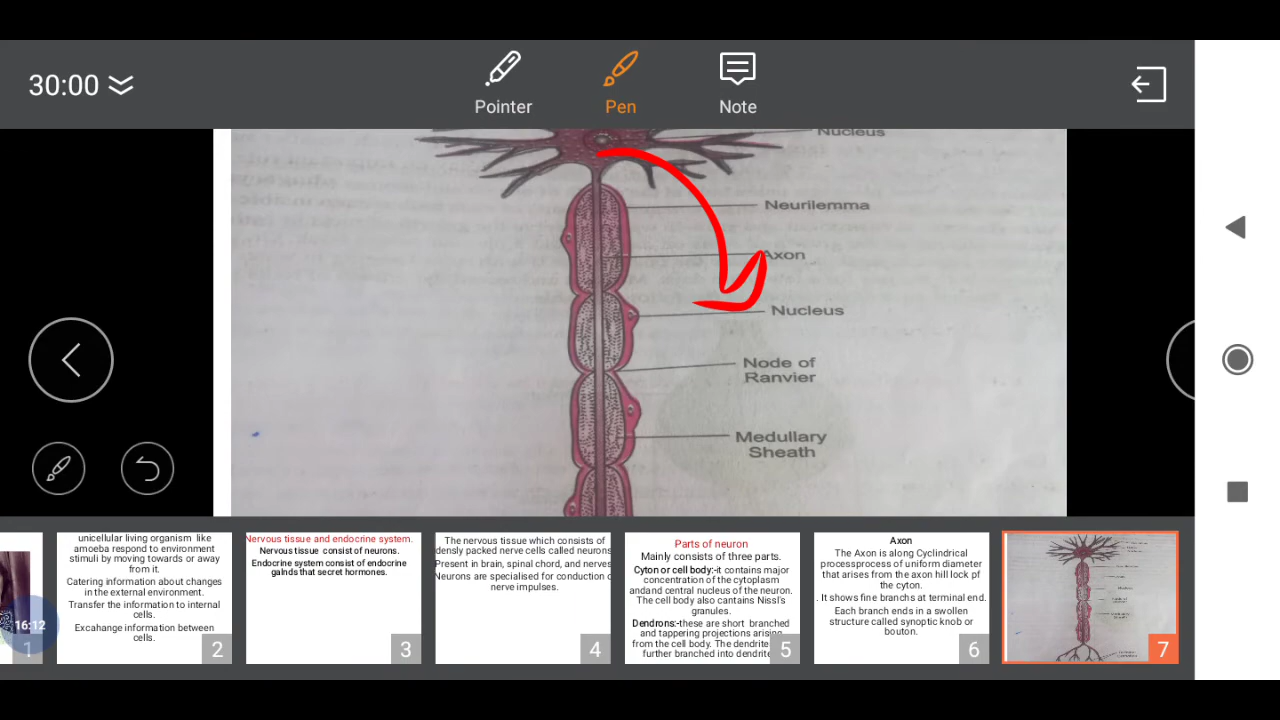 30:00
Pointer
Pen
Note
Nucleus
Neurilemma
Axon
Nucleus
Node of
Ranvier
Medullary
Sheath
16:12
1
unicellular living organism like
amoeba respond to environment
stimuli by moving towards or away
from it.
Catering information about changes
in the external environment.
Transfer the information to internal
cells.
Excahange information between
cells.
2
Nervous tissue and endocrine system.
Nervous tissue consist of neurons.
Endocrine system consist of endocrine
galnds that secret hormones.
3
The nervous tissue which consists of
densly packed nerve cells called neurons
Present in brain, spinal chord, and nerves
Neurons are specialised for conduction o
nerve impulses.
4
Parts of neuron
Mainly consists of three parts.
Cyton or cell body:-it contains major
concentration of the cytoplasm
andand central nucleus of the neuron.
The cell body also cantains Nissl's
granules.
Dendrons:-these are short branched
and tappering projections arising
from the cell body. The dendrite
further branched into dendrite
5
Axon
The Axon is along Cyclindrical
processprocess of uniform diameter
that arises from the axon hill lock pf
the cyton.
. It shows fine branchs at terminal end.
Each branch ends in a swollen
structure called synoptic knob or
bouton.
6
7